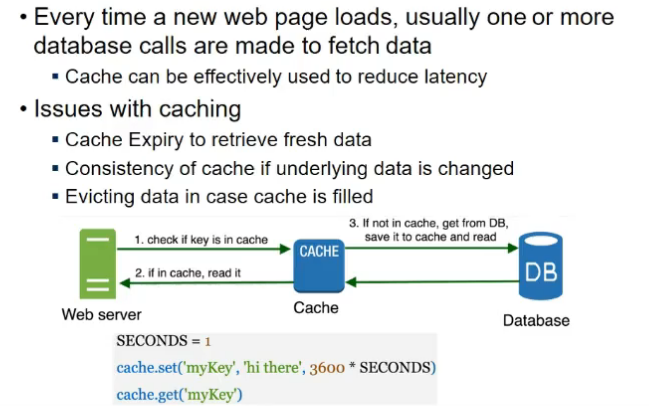 • Every time a new web page loads, usually one or more
database calls are made to fetch data
▪ Cache can be effectively used to reduce latency
• Issues with caching
▪ Cache Expiry to retrieve fresh data
▪ Consistency of cache if underlying data is changed
▪ Evicting data in case cache is filled
1. check if key is in cache
2. if in cache, read it
3. If not in cache, get from DB,
save it to cache and read
CACHE
DB
Web server
Cache
Database
SECONDS = 1
cache.set('myKey', 'hi there', 3600 * SECONDS)
cache.get('myKey')